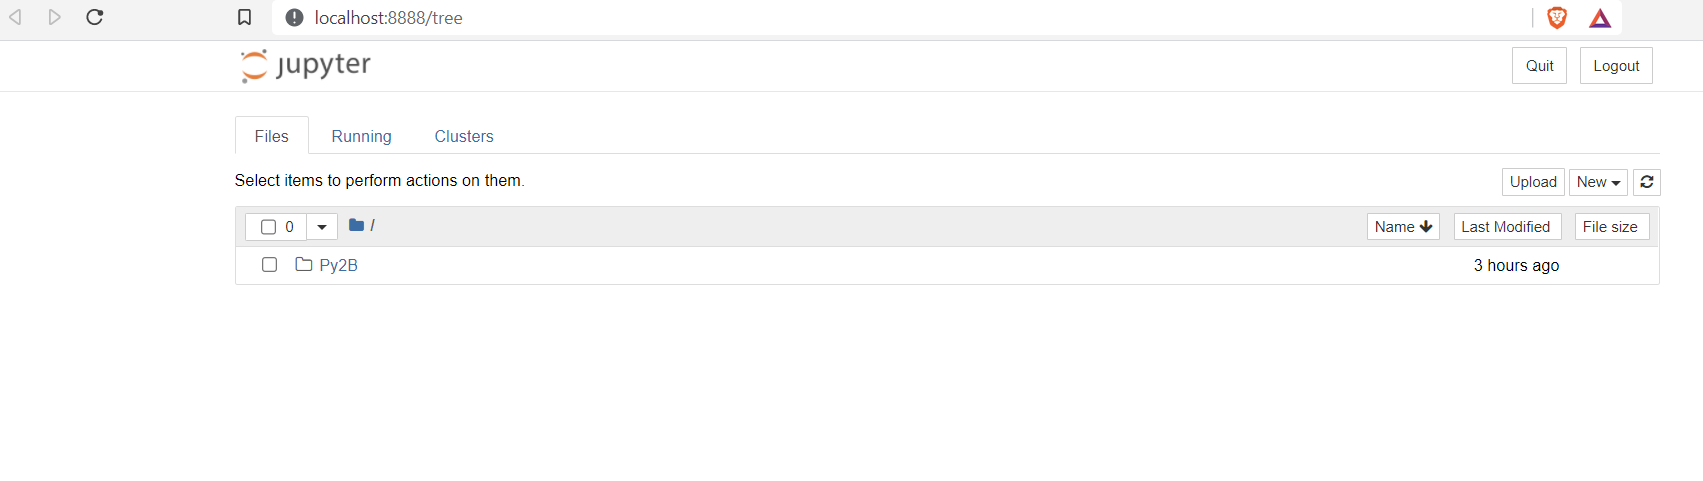 localhost:8888/tree
jupyter
Quit Logout
Files Running Clusters
Select items to perform actions on them.
Upload New
0 / Name Last Modified File size
Py2B 3 hours ago